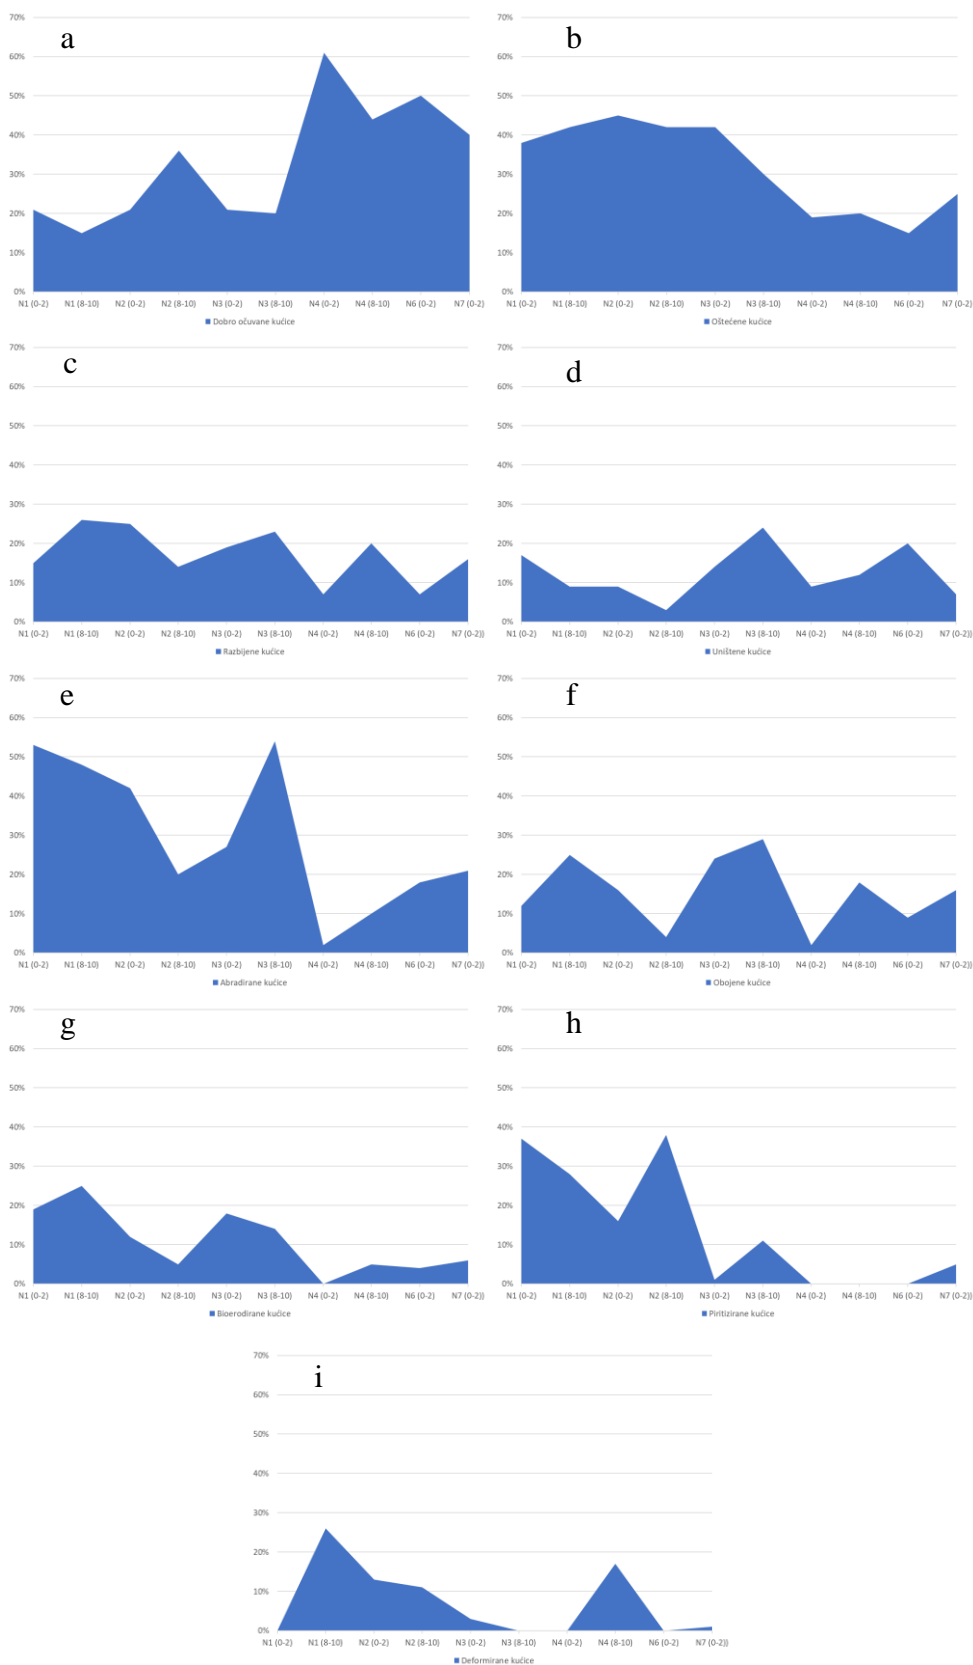 a
70%
60%
50%
40%
30%
20%
10%
0%
N1 (0-2) N1 (8-10) N2 (0-2) N2 (8-10) N3 (0-2) N3 (8-10) N4 (0-2) N4 (8-10) N6 (0-2) N7 (0-2)
Dobro očuvane kućice
b
70%
60%
50%
40%
30%
20%
10%
0%
N1 (0-2) N1 (8-10) N2 (0-2) N2 (8-10) N3 (0-2) N3 (8-10) N4 (0-2) N4 (8-10) N6 (0-2) N7 (0-2)
Oštećene kućice
c
70%
60%
50%
40%
30%
20%
10%
0%
N1 (0-2) N1 (8-10) N2 (0-2) N2 (8-10) N3 (0-2) N3 (8-10) N4 (0-2) N4 (8-10) N6 (0-2) N7 (0-2))
Razbijene kućice
d
70%
60%
50%
40%
30%
20%
10%
0%
N1 (0-2) N1 (8-10) N2 (0-2) N2 (8-10) N3 (0-2) N3 (8-10) N4 (0-2) N4 (8-10) N6 (0-2) N7 (0-2))
Uništene kućice
e
70%
60%
50%
40%
30%
20%
10%
0%
N1 (0-2) N1 (8-10) N2 (0-2) N2 (8-10) N3 (0-2) N3 (8-10) N4 (0-2) N4 (8-10) N6 (0-2) N7 (0-2))
Abradirane kućice
f
70%
60%
50%
40%
30%
20%
10%
0%
N1 (0-2) N1 (8-10) N2 (0-2) N2 (8-10) N3 (0-2) N3 (8-10) N4 (0-2) N4 (8-10) N6 (0-2) N7 (0-2))
Obojene kućice
g
70%
60%
50%
40%
30%
20%
10%
0%
N1 (0-2) N1 (8-10) N2 (0-2) N2 (8-10) N3 (0-2) N3 (8-10) N4 (0-2) N4 (8-10) N6 (0-2) N7 (0-2))
Bioerodirane kućice
h
70%
60%
50%
40%
30%
20%
10%
0%
N1 (0-2) N1 (8-10) N2 (0-2) N2 (8-10) N3 (0-2) N3 (8-10) N4 (0-2) N4 (8-10) N6 (0-2) N7 (0-2))
Piritizirane kućice
i
70%
60%
50%
40%
30%
20%
10%
0%
N1 (0-2) N1 (8-10) N2 (0-2) N2 (8-10) N3 (0-2) N3 (8-10) N4 (0-2) N4 (8-10) N6 (0-2) N7 (0-2))
Deformirane kućice